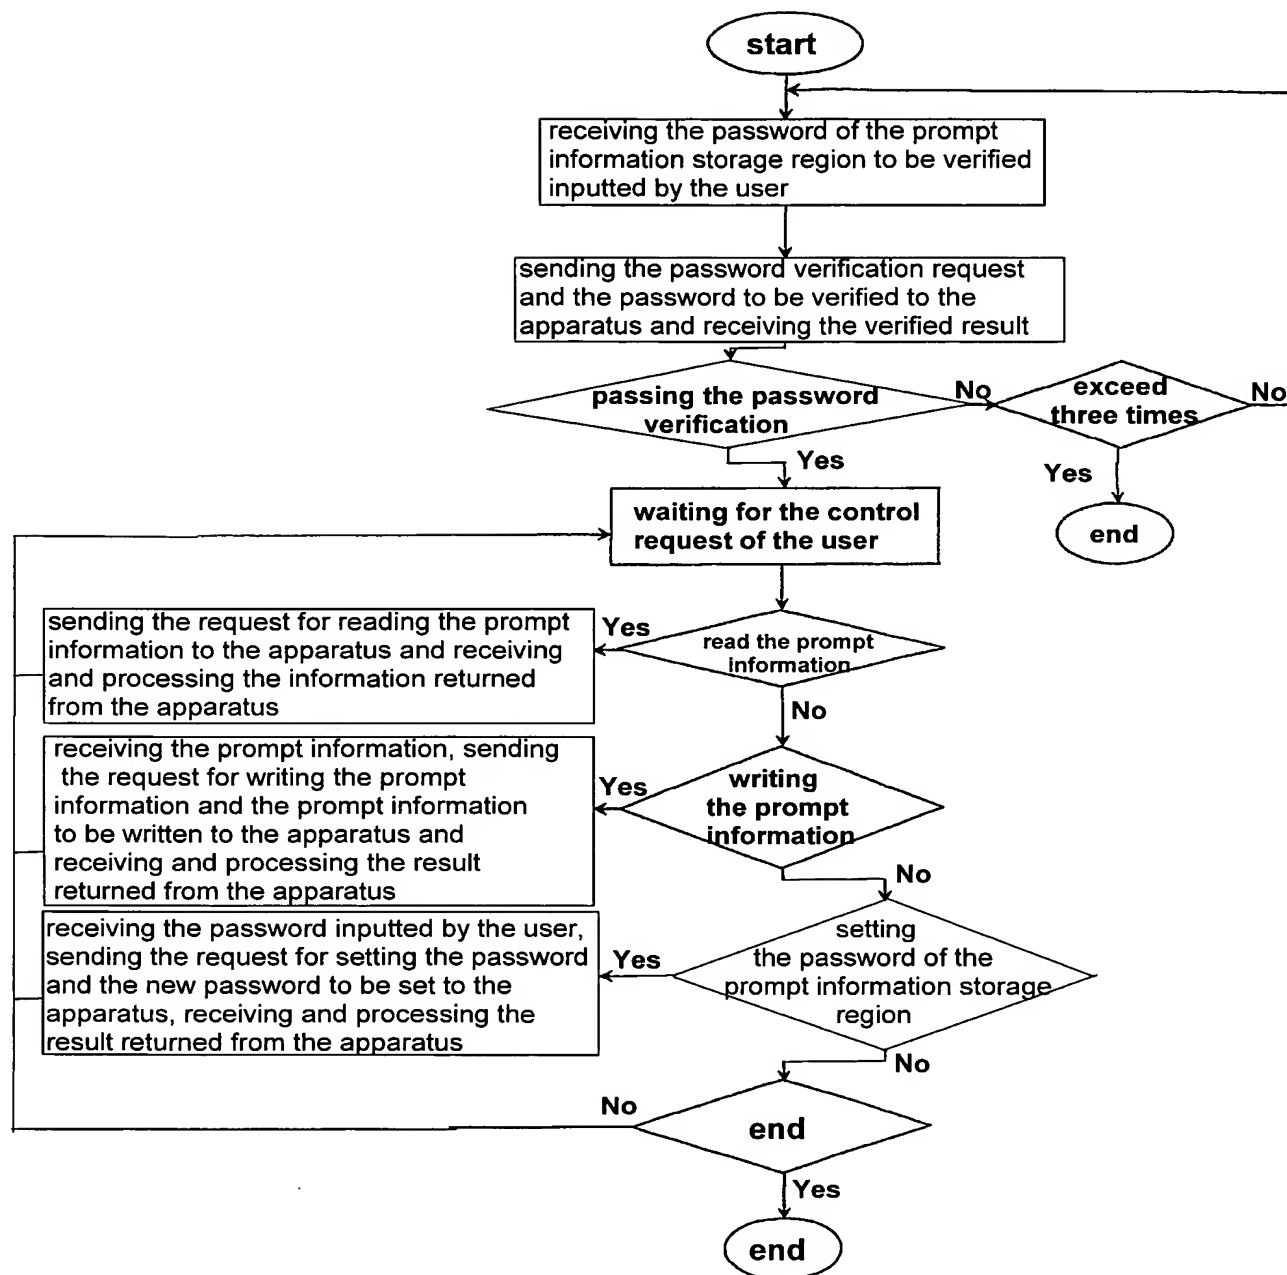 start
receiving the password of the prompt
information storage region to be verified
inputted by the user
sending the password verification request
and the password to be verified to the
apparatus and receiving the verified result
passing the password
verification
No
exceed
three times
No
Yes
Yes
end
waiting for the control
request of the user
read the prompt
information
Yes
sending the request for reading the prompt
information to the apparatus and receiving
and processing the information returned
from the apparatus
No
writing
the prompt
information
Yes
receiving the prompt information, sending
the request for writing the prompt
information and the prompt information
to be written to the apparatus and
receiving and processing the result
returned from the apparatus
No
setting
the password of the
prompt information storage
region
Yes
receiving the password inputted by the user,
sending the request for setting the password
and the new password to be set to the
apparatus, receiving and processing the
result returned from the apparatus
No
end
No
Yes
end